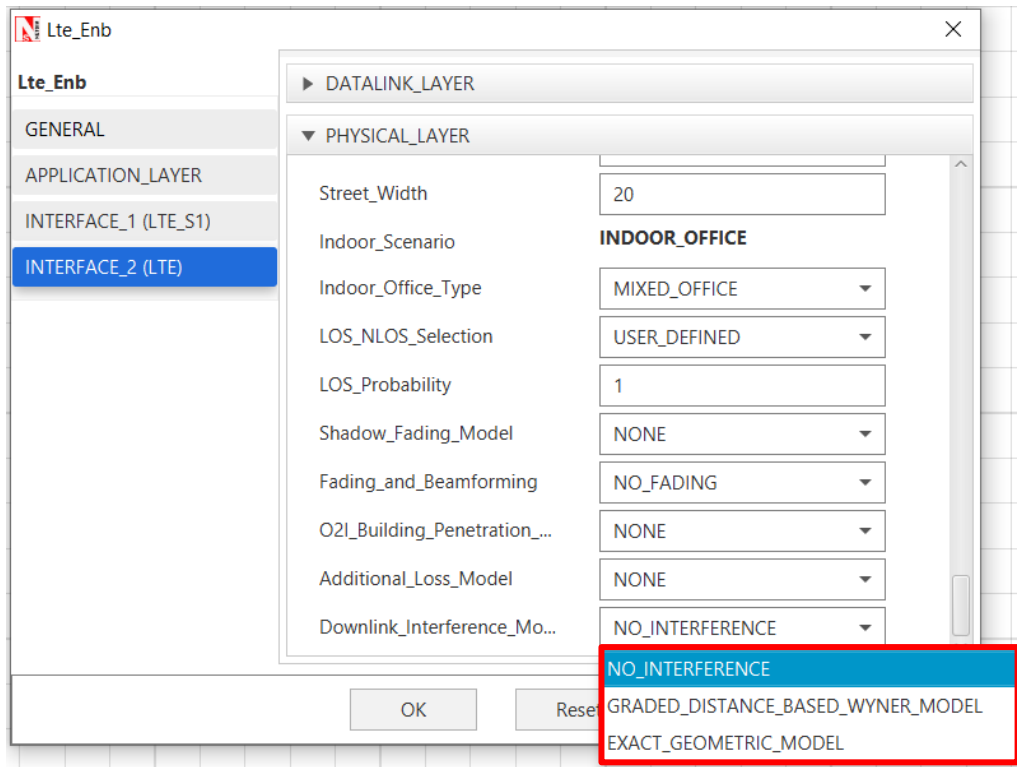 Lte_Enb
Lte_Enb
GENERAL
APPLICATION_LAYER
INTERFACE_1 (LTE_S1)
INTERFACE_2 (LTE)
DATALINK_LAYER
PHYSICAL_LAYER
Street_Width 20
Indoor_Scenario INDOOR_OFFICE
Indoor_Office_Type MIXED_OFFICE
LOS_NLOS_Selection USER_DEFINED
LOS_Probability 1
Shadow_Fading_Model NONE
Fading_and_Beamforming NO_FADING
O2I_Building_Penetration_... NONE
Additional_Loss_Model NONE
Downlink_Interference_Mo... NO_INTERFERENCE
NO_INTERFERENCE
GRADED_DISTANCE_BASED_WYNER_MODEL
EXACT_GEOMETRIC_MODEL
OK Reset